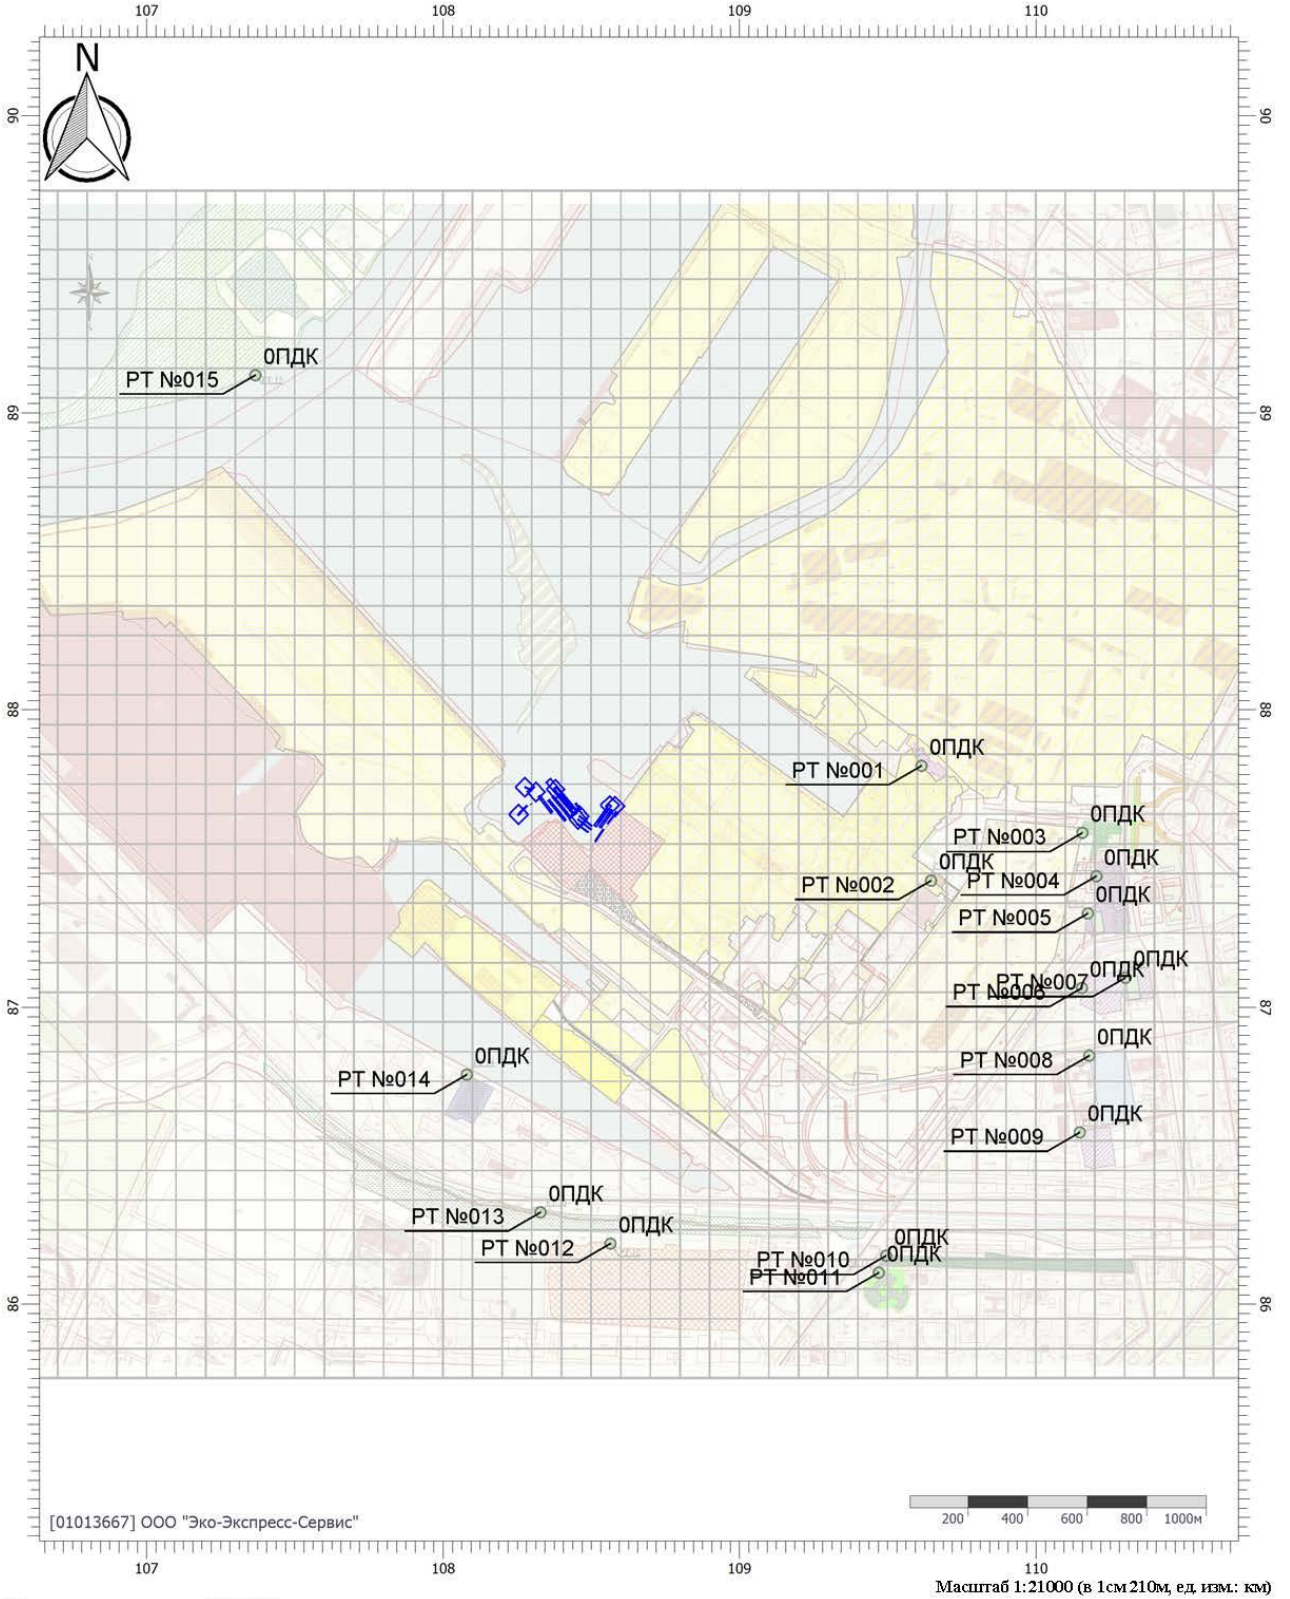 107 108 109 110
N
90 90
0ПДК
РТ №015
89 89
88 88
0ПДК
РТ №001
0ПДК
РТ №003
0ПДК 0ПДК
РТ №002 РТ №004
0ПДК
РТ №005
0ПДК 0ПДК
РТ №007
РТ №006
87 87
0ПДК
РТ №008
0ПДК
РТ №014
0ПДК
РТ №009
0ПДК
РТ №013
0ПДК
РТ №012
0ПДК
РТ №010 0ПДК
РТ №011
86 86
200 400 600 800 1000м
[01013667] ООО "Эко-Экспресс-Сервис"
107 108 109 110
Масштаб 1:21000 (в 1см 210м, ед. изм.: км)